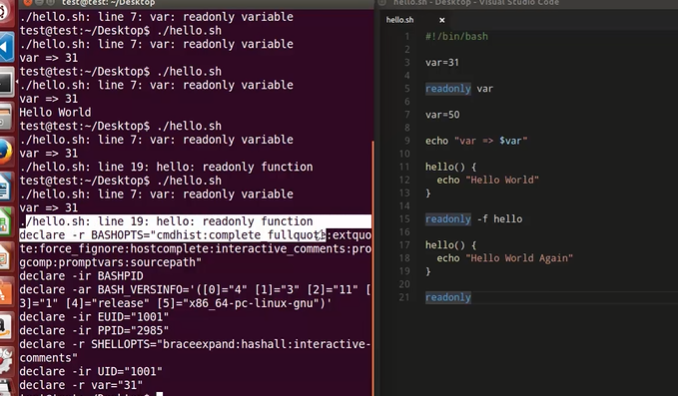 test@test: ~/Desktop
./hello.sh: line 7: var: readonly variable
test@test:~/Desktop$ ./hello.sh
./hello.sh: line 7: var: readonly variable
var => 31
test@test:~/Desktop$ ./hello.sh
./hello.sh: line 7: var: readonly variable
var => 31
Hello World
test@test:~/Desktop$ ./hello.sh
./hello.sh: line 7: var: readonly variable
var => 31
./hello.sh: line 19: hello: readonly function
test@test:~/Desktop$ ./hello.sh
./hello.sh: line 7: var: readonly variable
var => 31
./hello.sh: line 19: hello: readonly function
declare -r BASHOPTS="cmdhist:complete_fullquote:extquo
te:force_fignore:hostcomplete:interactive_comments:pro
gcomp:promptvars:sourcepath"
declare -ir BASHPID
declare -ar BASH_VERSINFO='([0]="4" [1]="3" [2]="11" [
3]="1" [4]="release" [5]="x86_64-pc-linux-gnu")'
declare -ir EUID="1001"
declare -ir PPID="2985"
declare -r SHELLOPTS="braceexpand:hashall:interactive-
comments"
declare -ir UID="1001"
declare -r var="31"
test@test:~/Desktop$
hello.sh - Desktop - Visual Studio Code
hello.sh ×
1 #!/bin/bash
2
3 var=31
4
5 readonly var
6
7 var=50
8
9 echo "var => $var"
10
11 hello() {
12 echo "Hello World"
13 }
14
15 readonly -f hello
16
17 hello() {
18 echo "Hello World Again"
19 }
20
21 readonly